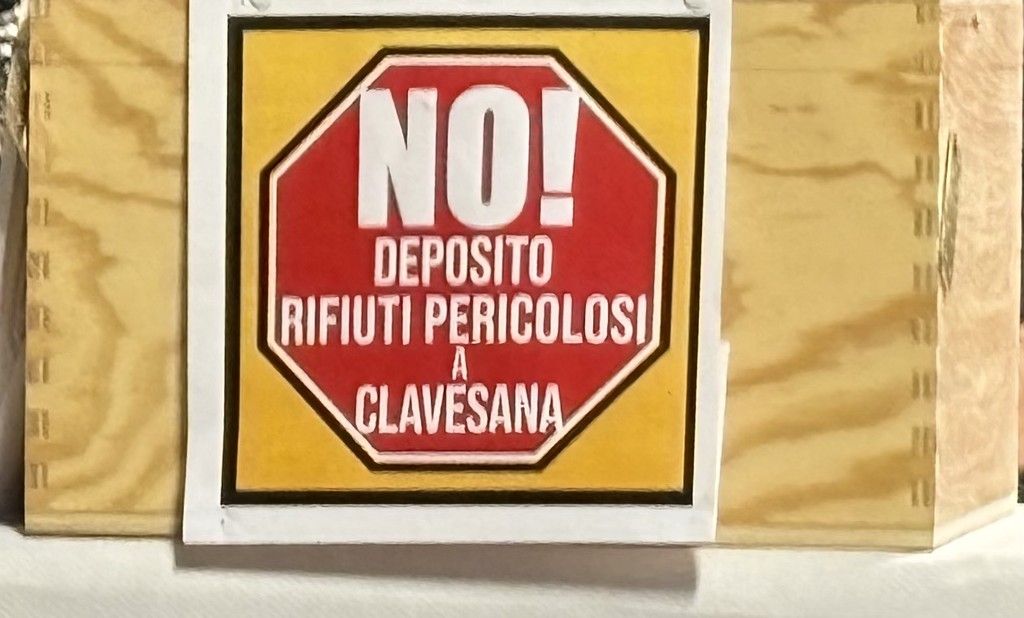 NO!
DEPOSITO
RIFIUTI PERICOLOSI
A
CLAVESANA